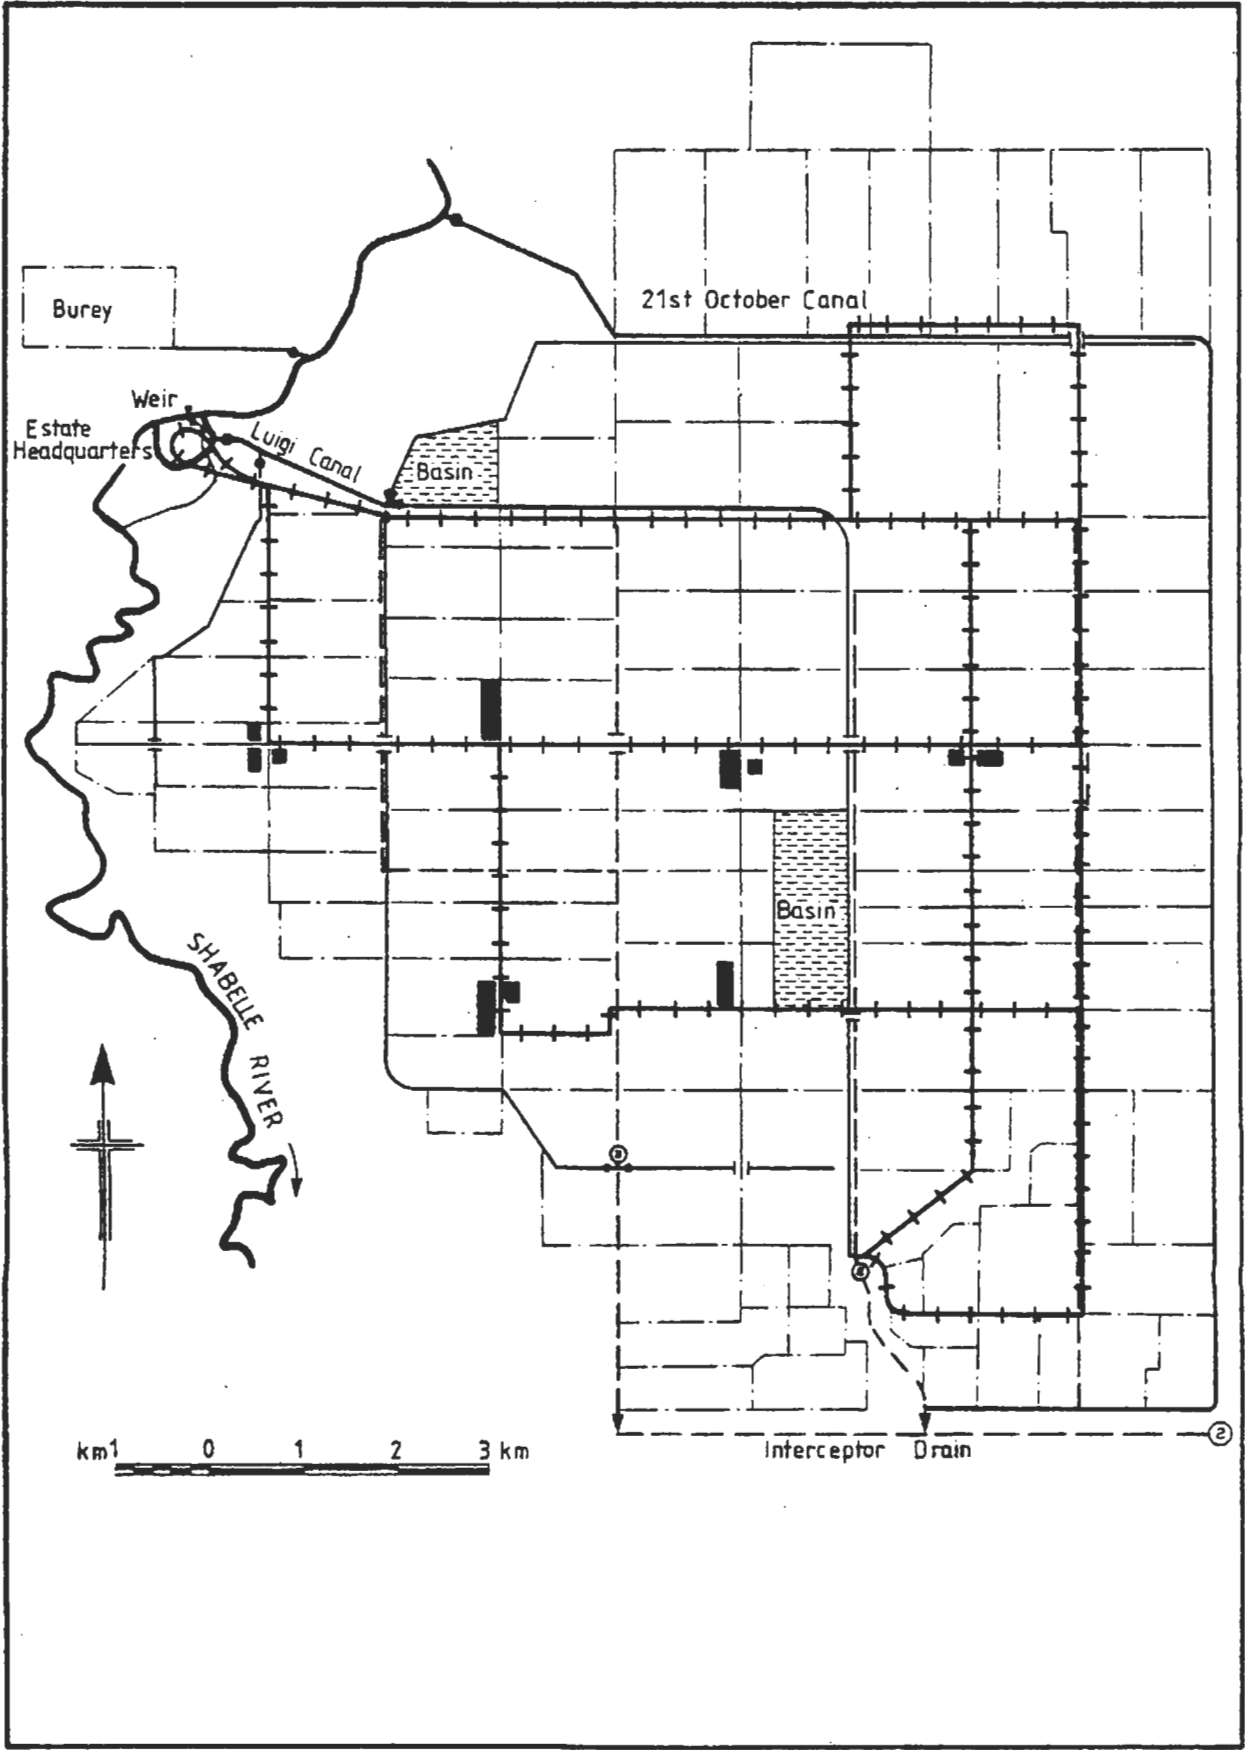 21st October Canal
Burey
Weir
Estate
Headquarters
Luigi Canal
Basin
Basin
SHABELLE RIVER
km1 0 1 2 3 km
Interceptor Drain
2